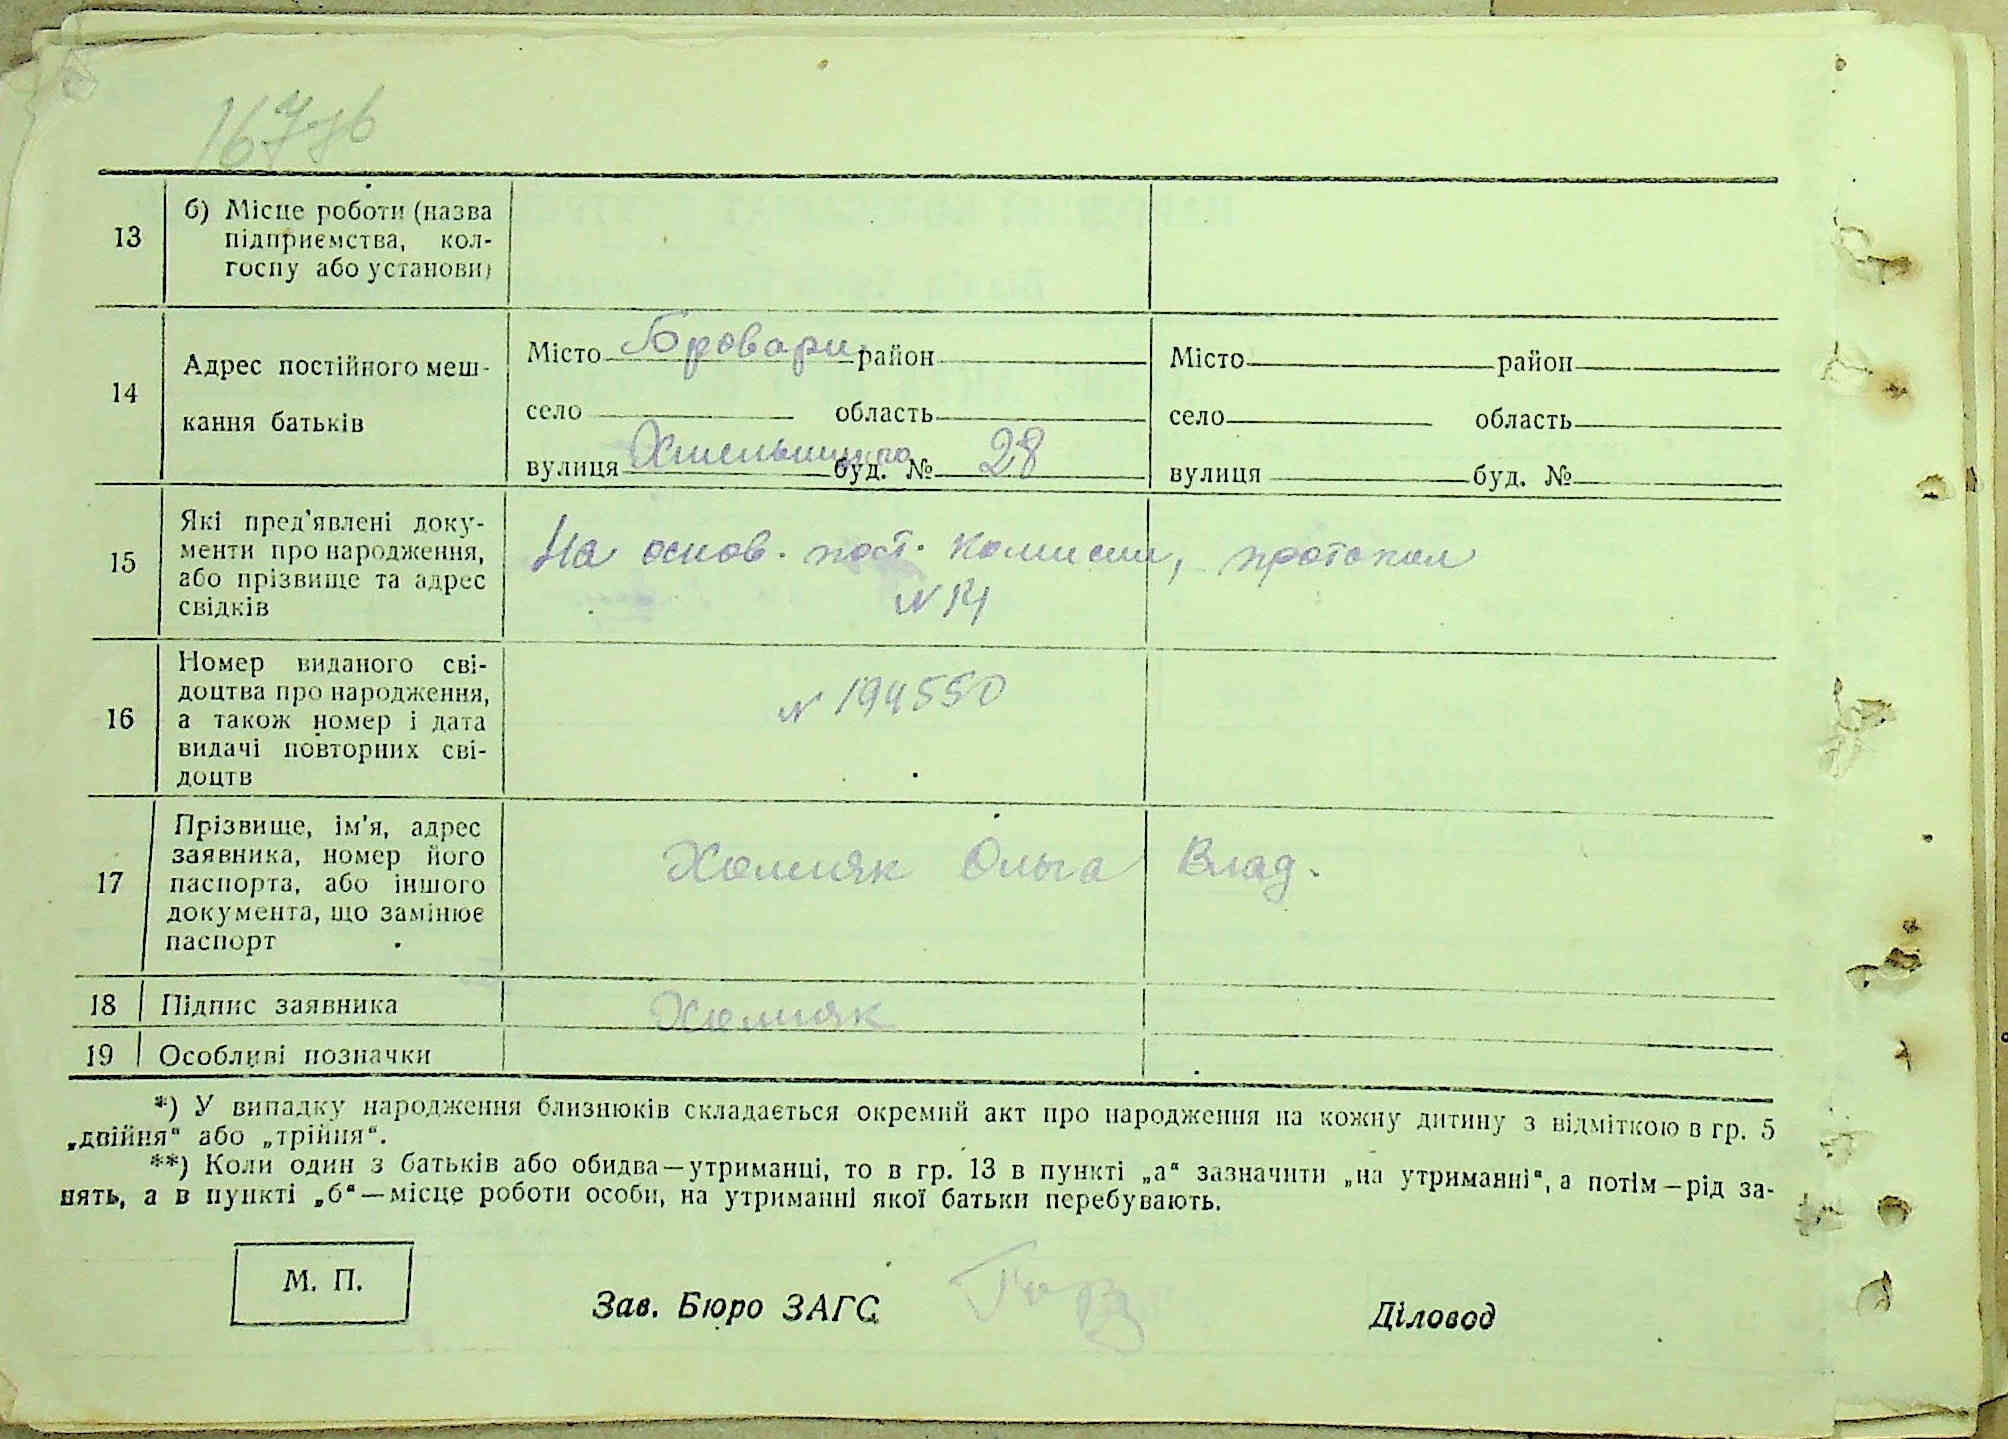 13
б) Місце роботи (назва
підприємства, кол-
госпу або установи)
14
Адрес постійного меш-
кання батьків
Місто Бровари район
село область
вулиця Хмельницко буд. № 28
Місто район
село область
вулиця буд. №
15
Які пред'явлені доку-
менти про народження,
або прізвище та адрес
свідків
На основ. пост. комисии, протокол
N 14
16
Номер виданого сві-
доцтва про народження,
а також номер і дата
видачі повторних сві-
доцтв
N 194550
17
Прізвище, ім'я, адрес
заявника, номер його
паспорта, або іншого
документа, що замінює
паспорт
Хомияк Ольга Влад.
18 Підпис заявника
Хомияк
19 Особливі позначки
*) У випадку народження близнюків складається окремий акт про народження на кожну дитину з відміткою в гр. 5
„двійня“ або „трійня“.
**) Коли один з батьків або обидва—утриманці, то в гр. 13 в пункті „а“ зазначити „на утриманні“, а потім—рід за-
нять, а в пункті „б“—місце роботи особи, на утриманні якої батьки перебувають.
М. П.
Зав. Бюро ЗАГС
Діловод